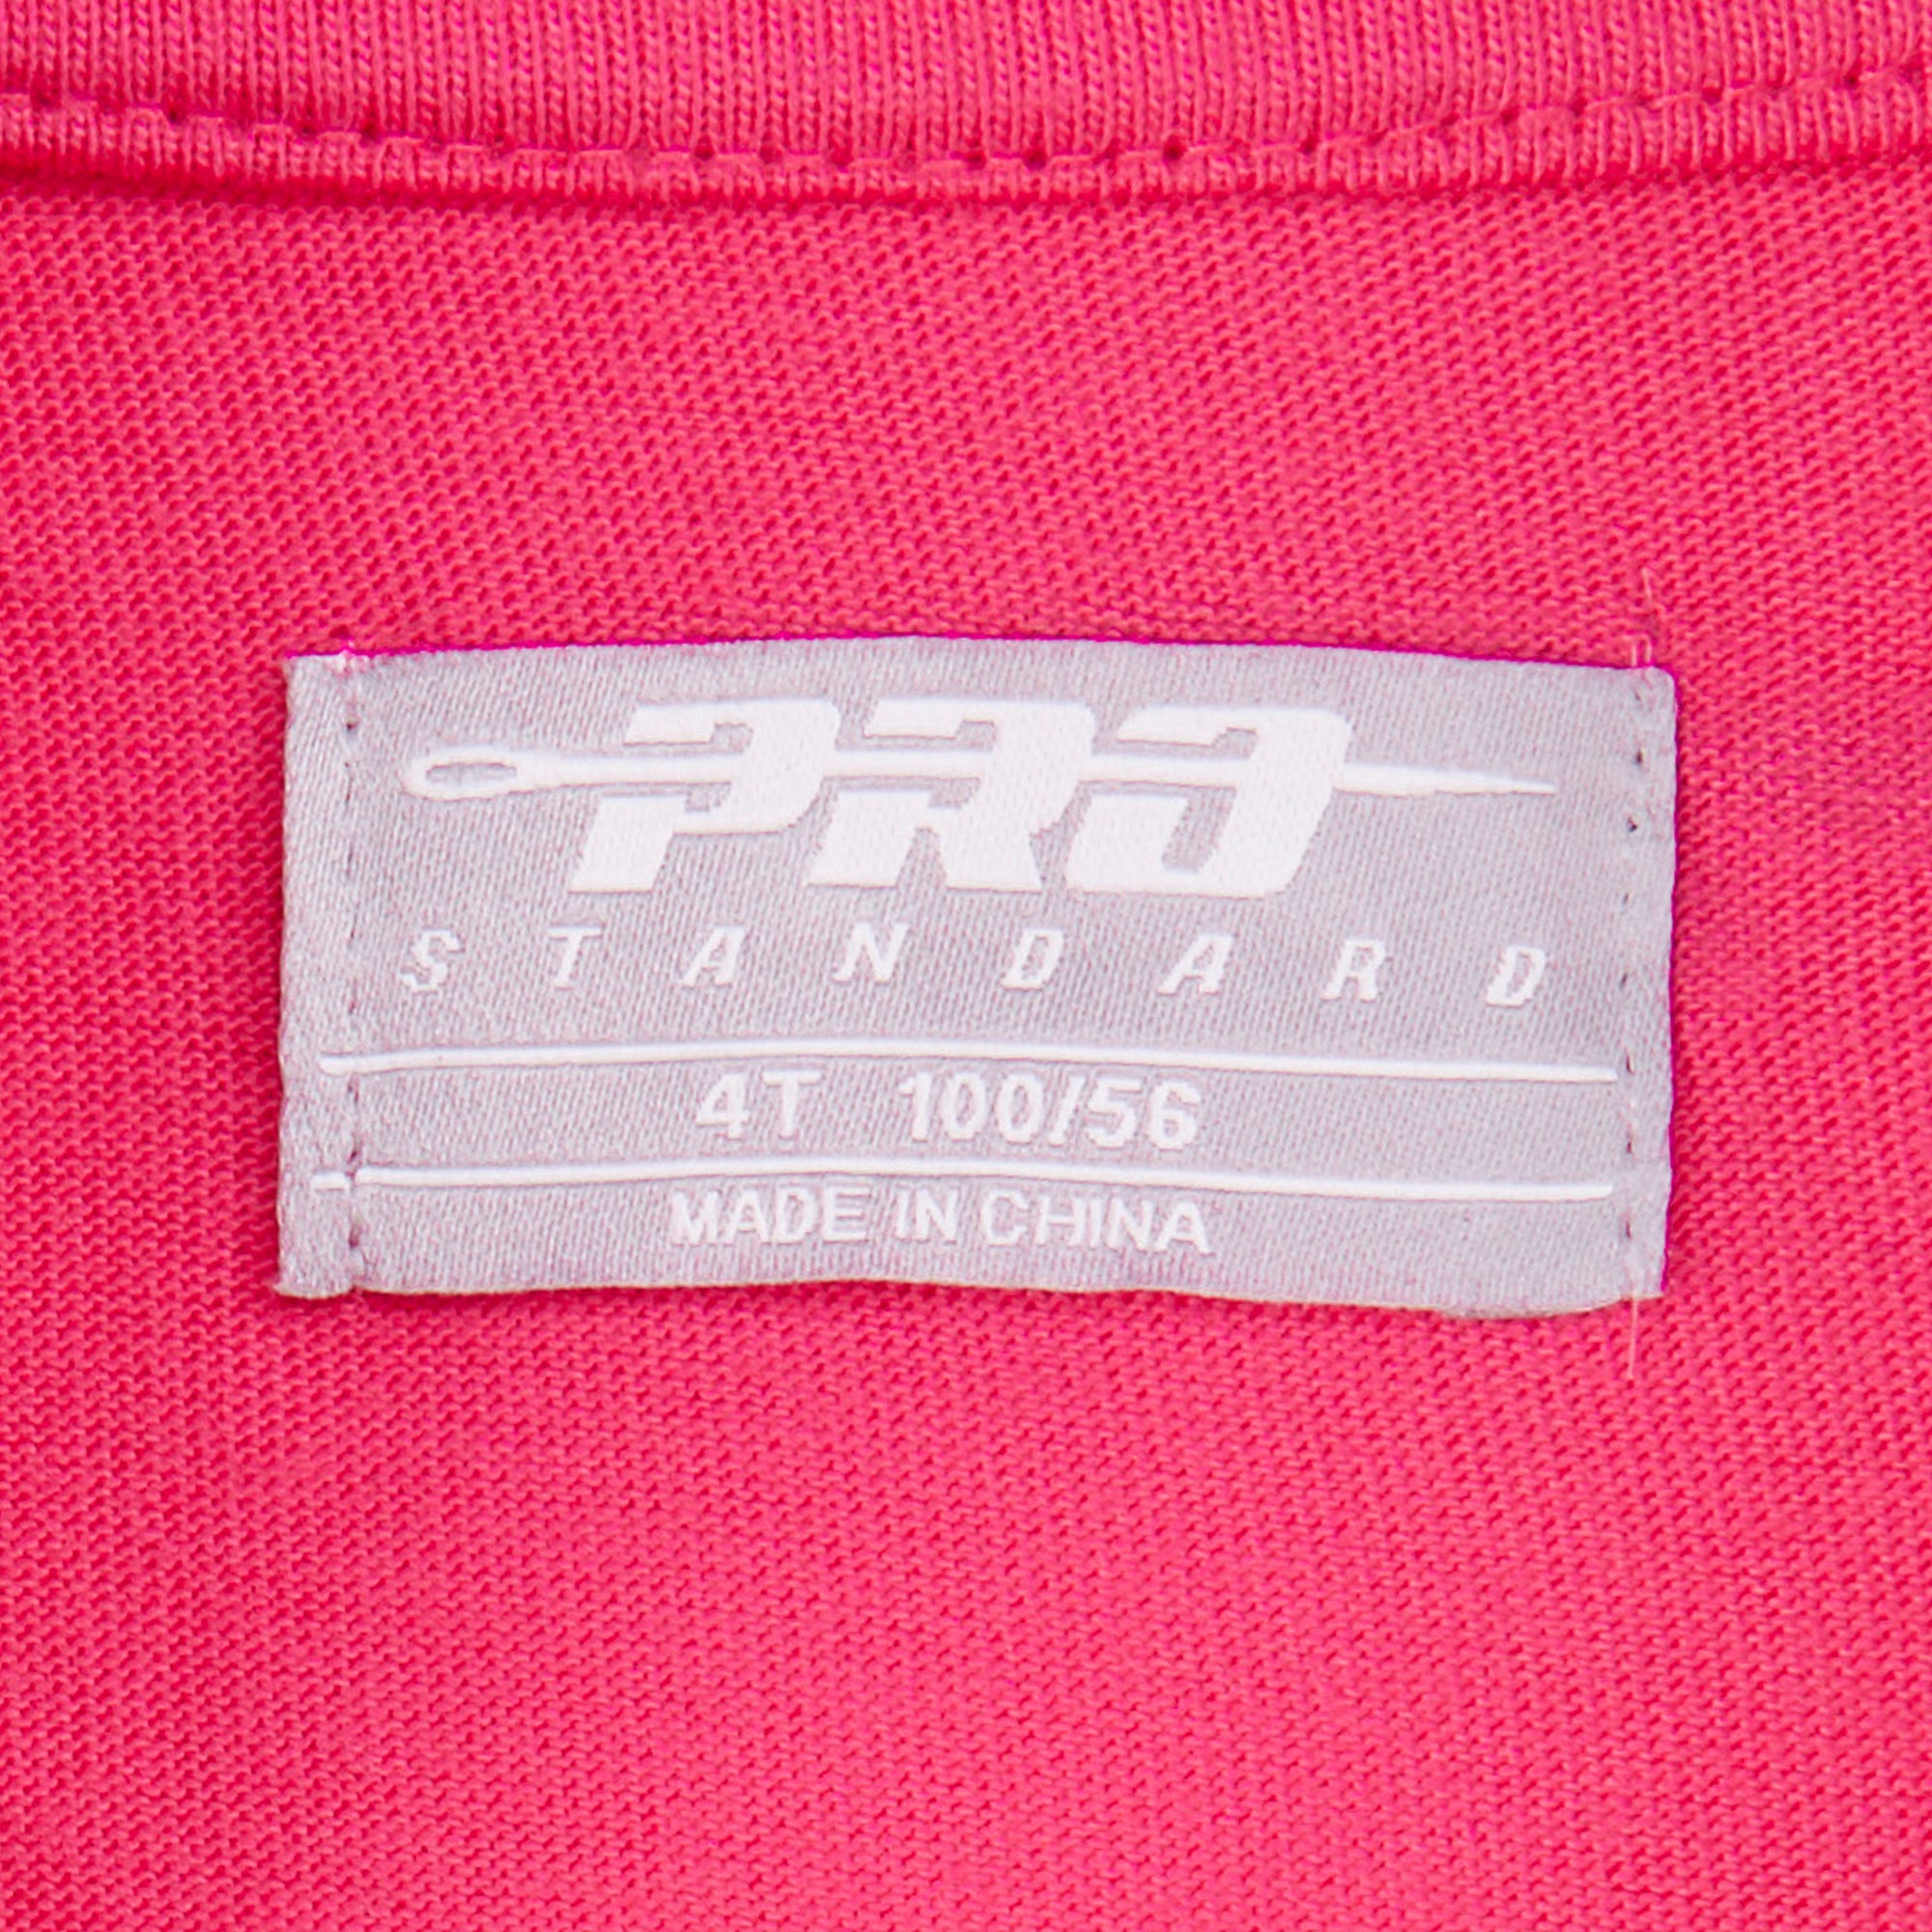 PRO
STANDARD
4T 100/56
MADE IN CHINA